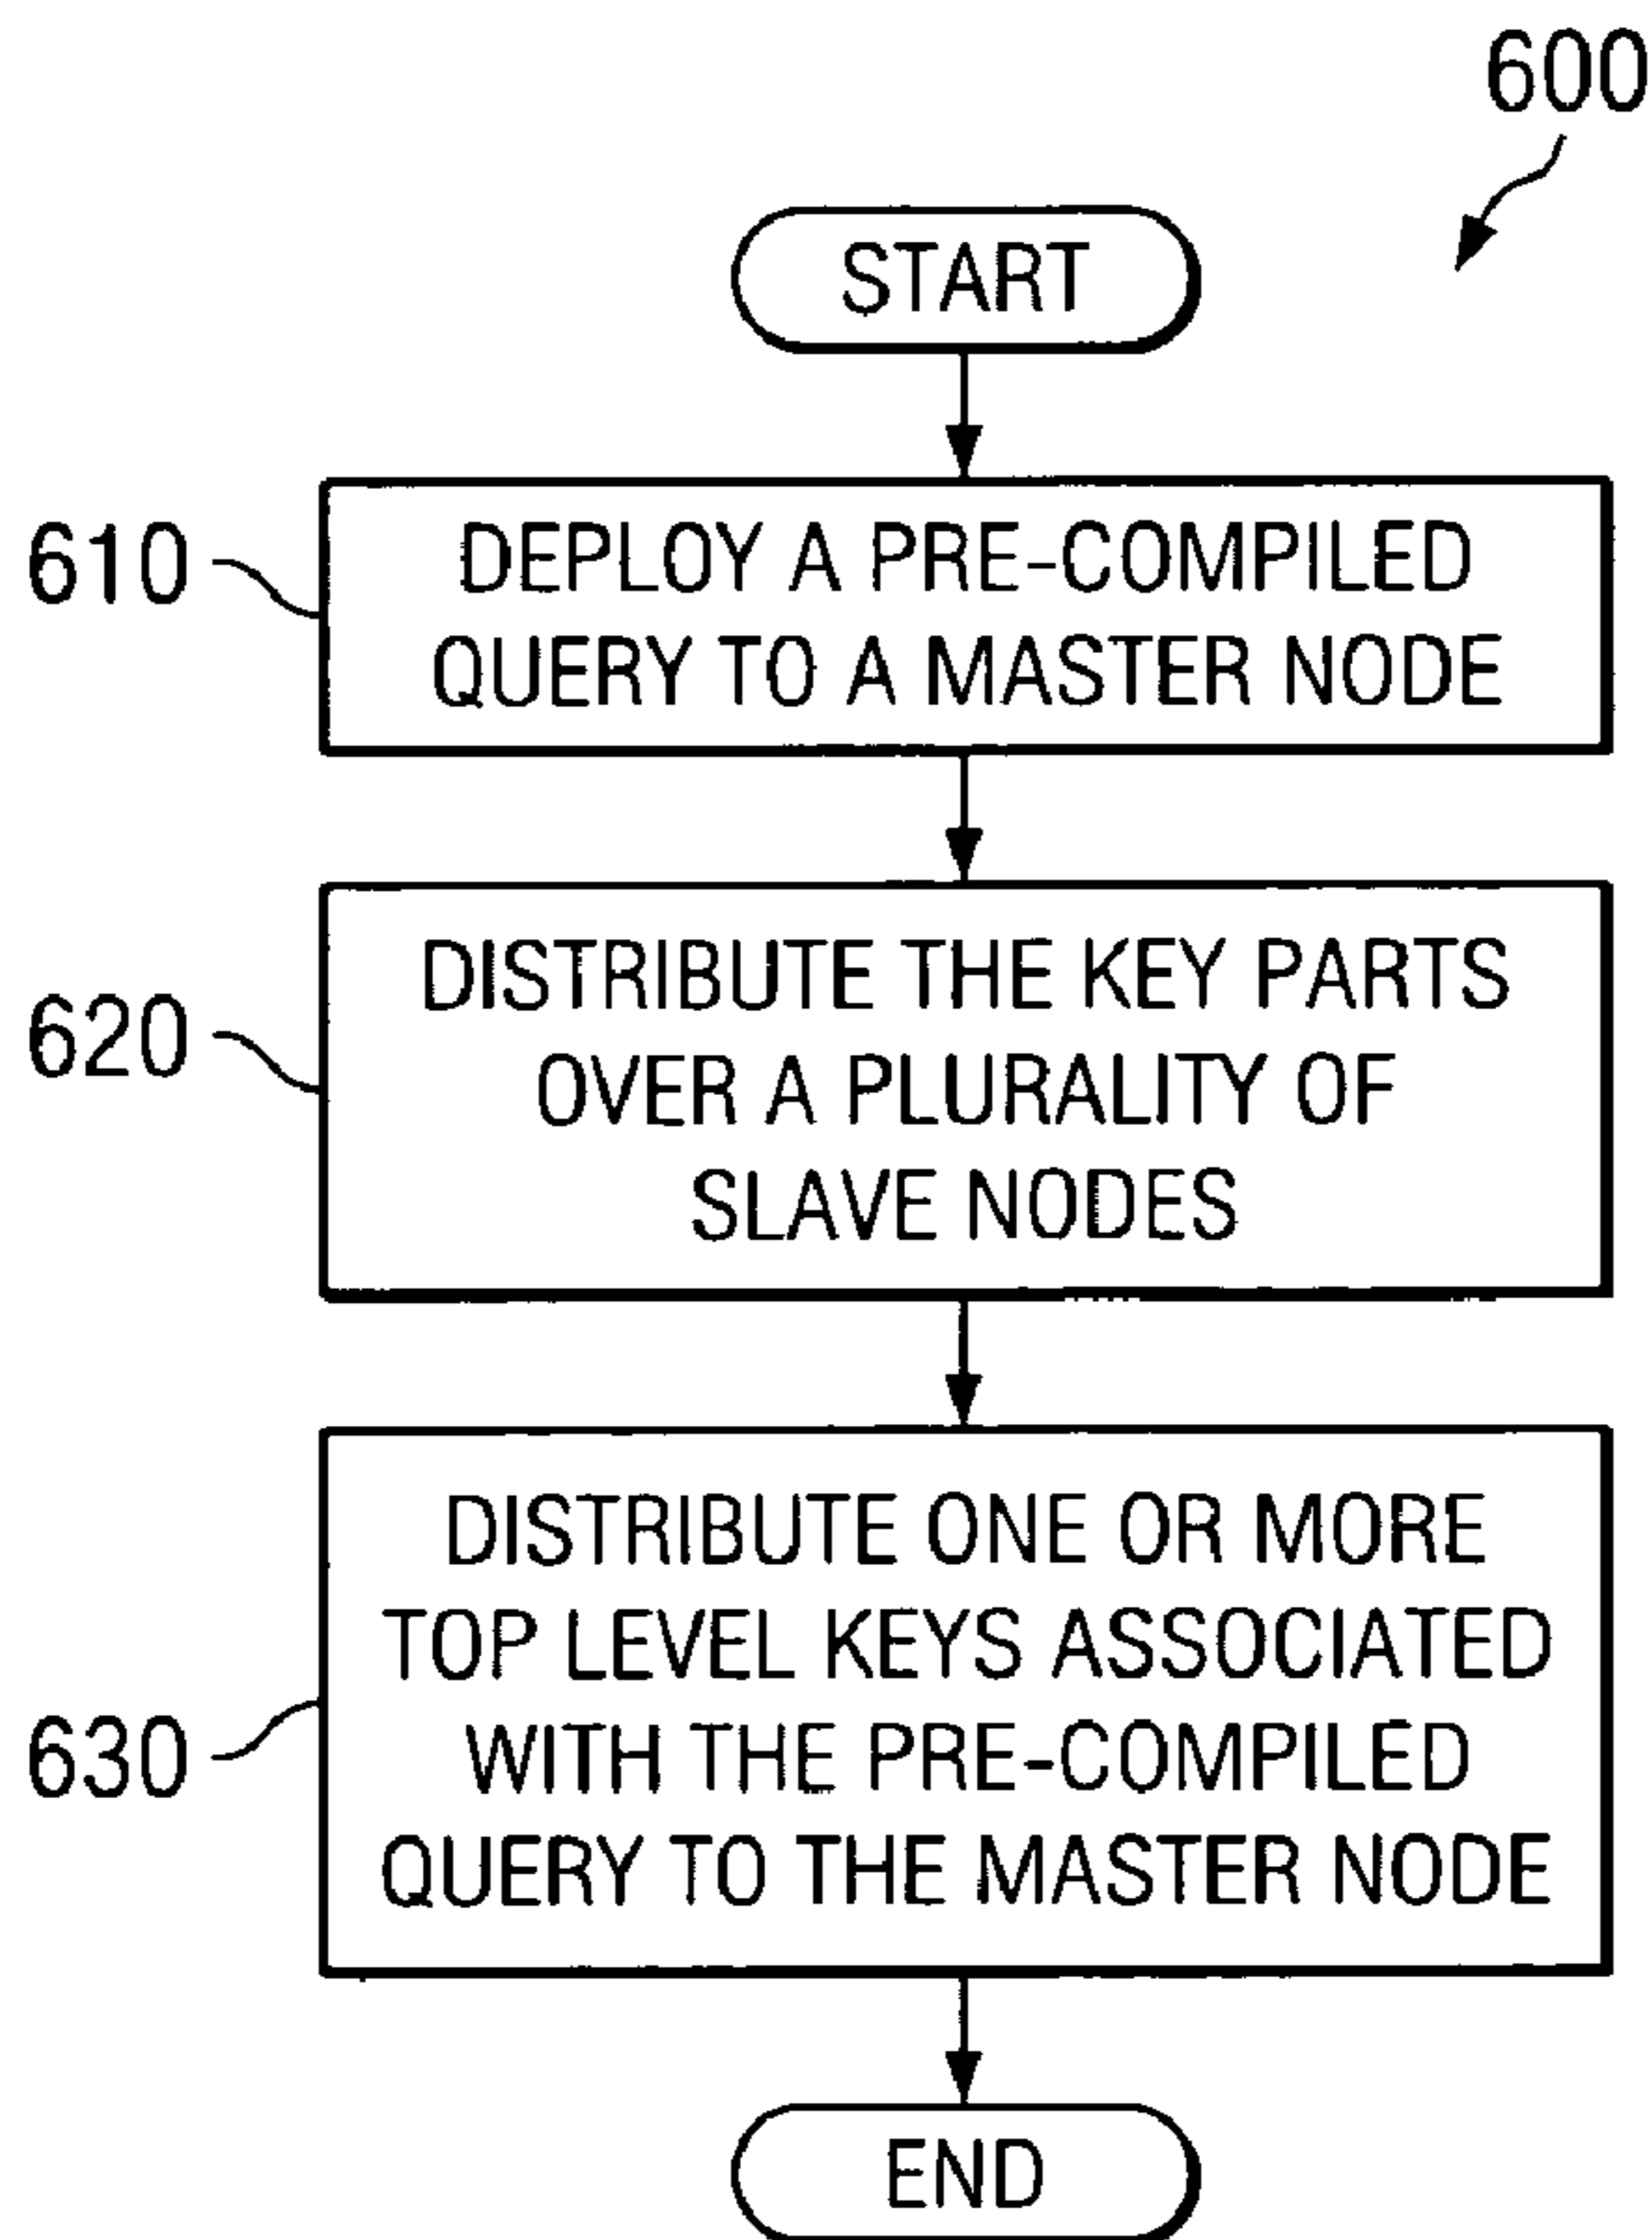 600
START
610
DEPLOY A PRE-COMPILED
QUERY TO A MASTER NODE
620
DISTRIBUTE THE KEY PARTS
OVER A PLURALITY OF
SLAVE NODES
630
DISTRIBUTE ONE OR MORE
TOP LEVEL KEYS ASSOCIATED
WITH THE PRE-COMPILED
QUERY TO THE MASTER NODE
END